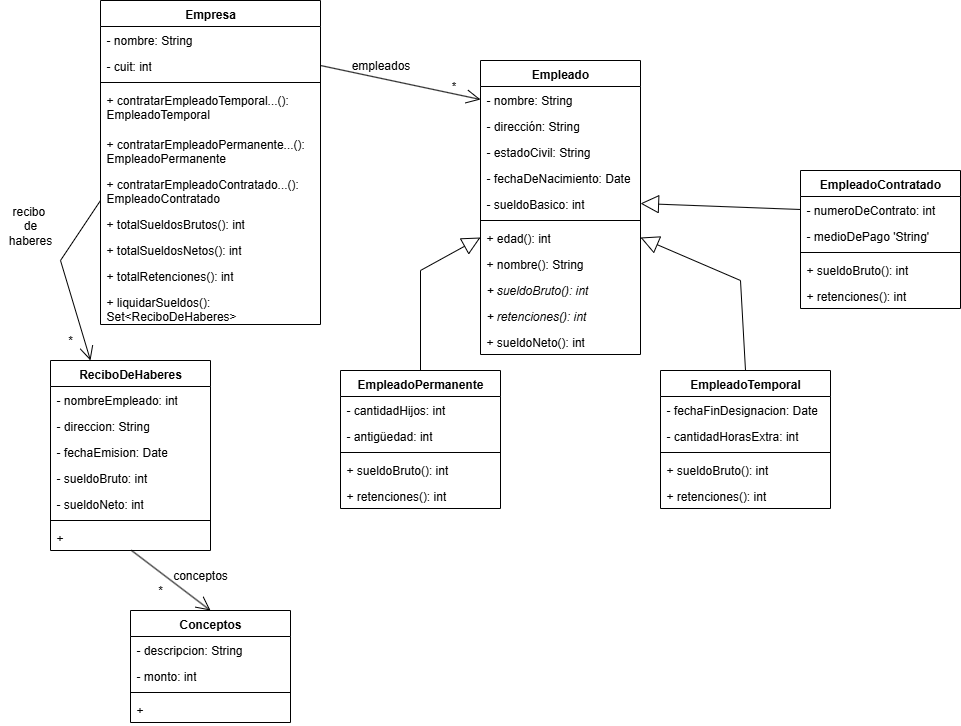 Empresa
- nombre: String
- cuit: int
+ contratarEmpleadoTemporal...():
EmpleadoTemporal
+ contratarEmpleadoPermanente...():
EmpleadoPermanente
+ contratarEmpleadoContratado...():
EmpleadoContratado
+ totalSueldosBrutos(): int
+ totalSueldosNetos(): int
+ totalRetenciones(): int
+ liquidarSueldos():
Set<ReciboDeHaberes>
empleados
*
Empleado
- nombre: String
- dirección: String
- estadoCivil: String
- fechaDeNacimiento: Date
- sueldoBasico: int
+ edad(): int
+ nombre(): String
+ sueldoBruto(): int
+ retenciones(): int
+ sueldoNeto(): int
EmpleadoContratado
- numeroDeContrato: int
- medioDePago 'String'
+ sueldoBruto(): int
+ retenciones(): int
recibo
de
haberes
*
ReciboDeHaberes
- nombreEmpleado: int
- direccion: String
- fechaEmision: Date
- sueldoBruto: int
- sueldoNeto: int
+
EmpleadoPermanente
- cantidadHijos: int
- antigüedad: int
+ sueldoBruto(): int
+ retenciones(): int
EmpleadoTemporal
- fechaFinDesignacion: Date
- cantidadHorasExtra: int
+ sueldoBruto(): int
+ retenciones(): int
conceptos
*
Conceptos
- descripcion: String
- monto: int
+